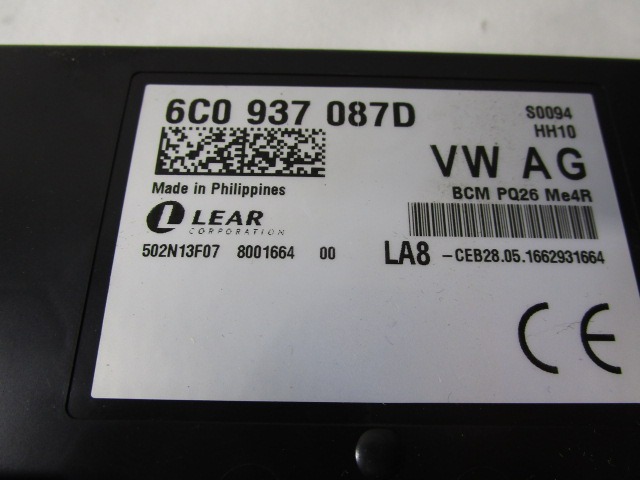 6C0 937 087D
S0094
HH10
VW AG
Made in Philippines
BCM PQ26 Me4R
LEAR
CORPORATION
502N13F07 8001664 00
LA8 -CEB28.05.1662931664
CE